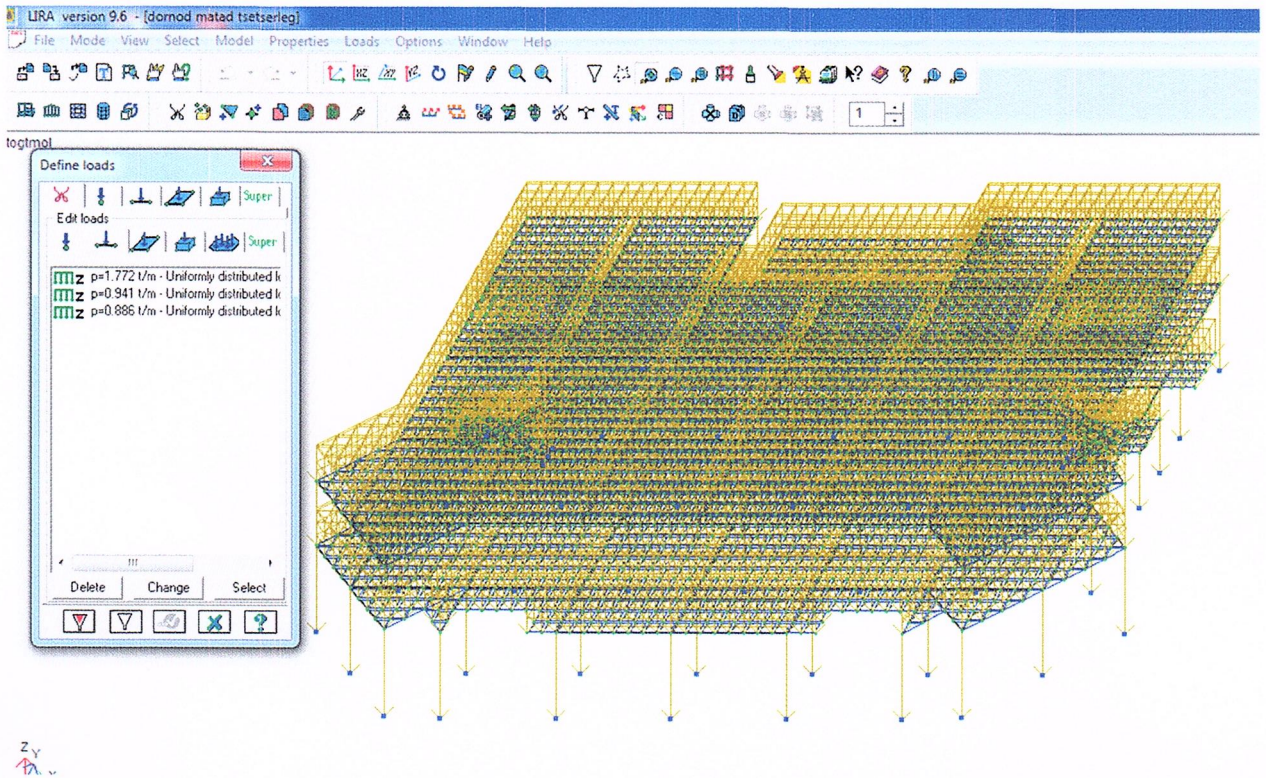 LIRA version 9.6 - [dornod matad tsetserleg]
File Mode View Select Model Properties Loads Options Window Help
1
togtmol
Define loads
Super
Edit loads
Super
Z p=1.772 t/m - Uniformly distributed
Z p=0.941 t/m - Uniformly distributed
Z p=0.886 t/m - Uniformly distributed
Delete Change Select
Z
Y